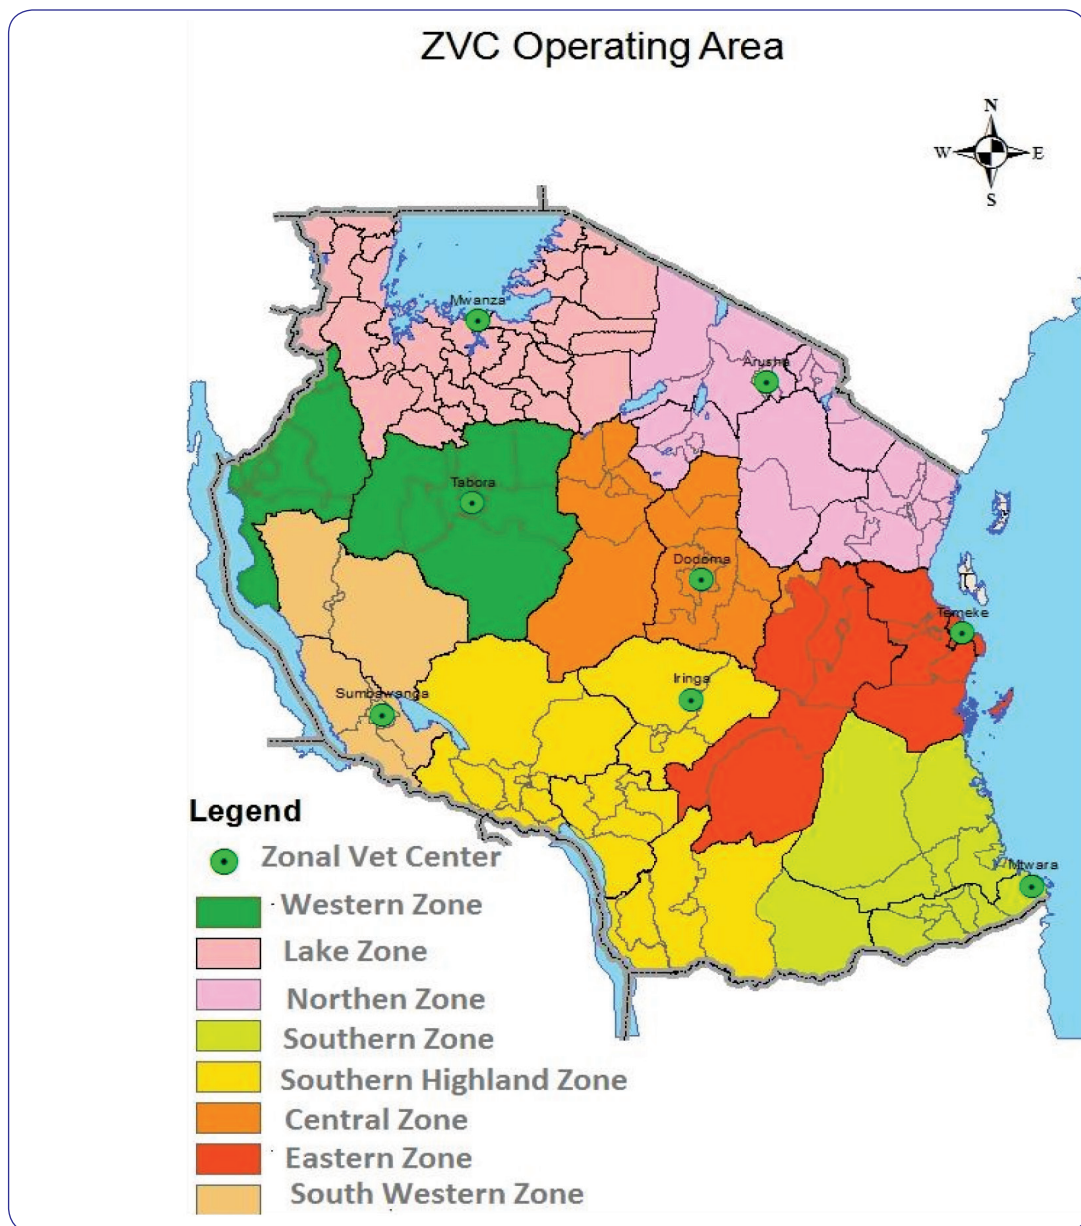 ZVC Operating Area
N
W E
S
Mwanza
Arusha
Tabora
Dodoma
Temeke
Iringa
Sumbawanga
Mtwara
Legend
Zonal Vet Center
Western Zone
Lake Zone
Northen Zone
Southern Zone
Southern Highland Zone
Central Zone
Eastern Zone
South Western Zone